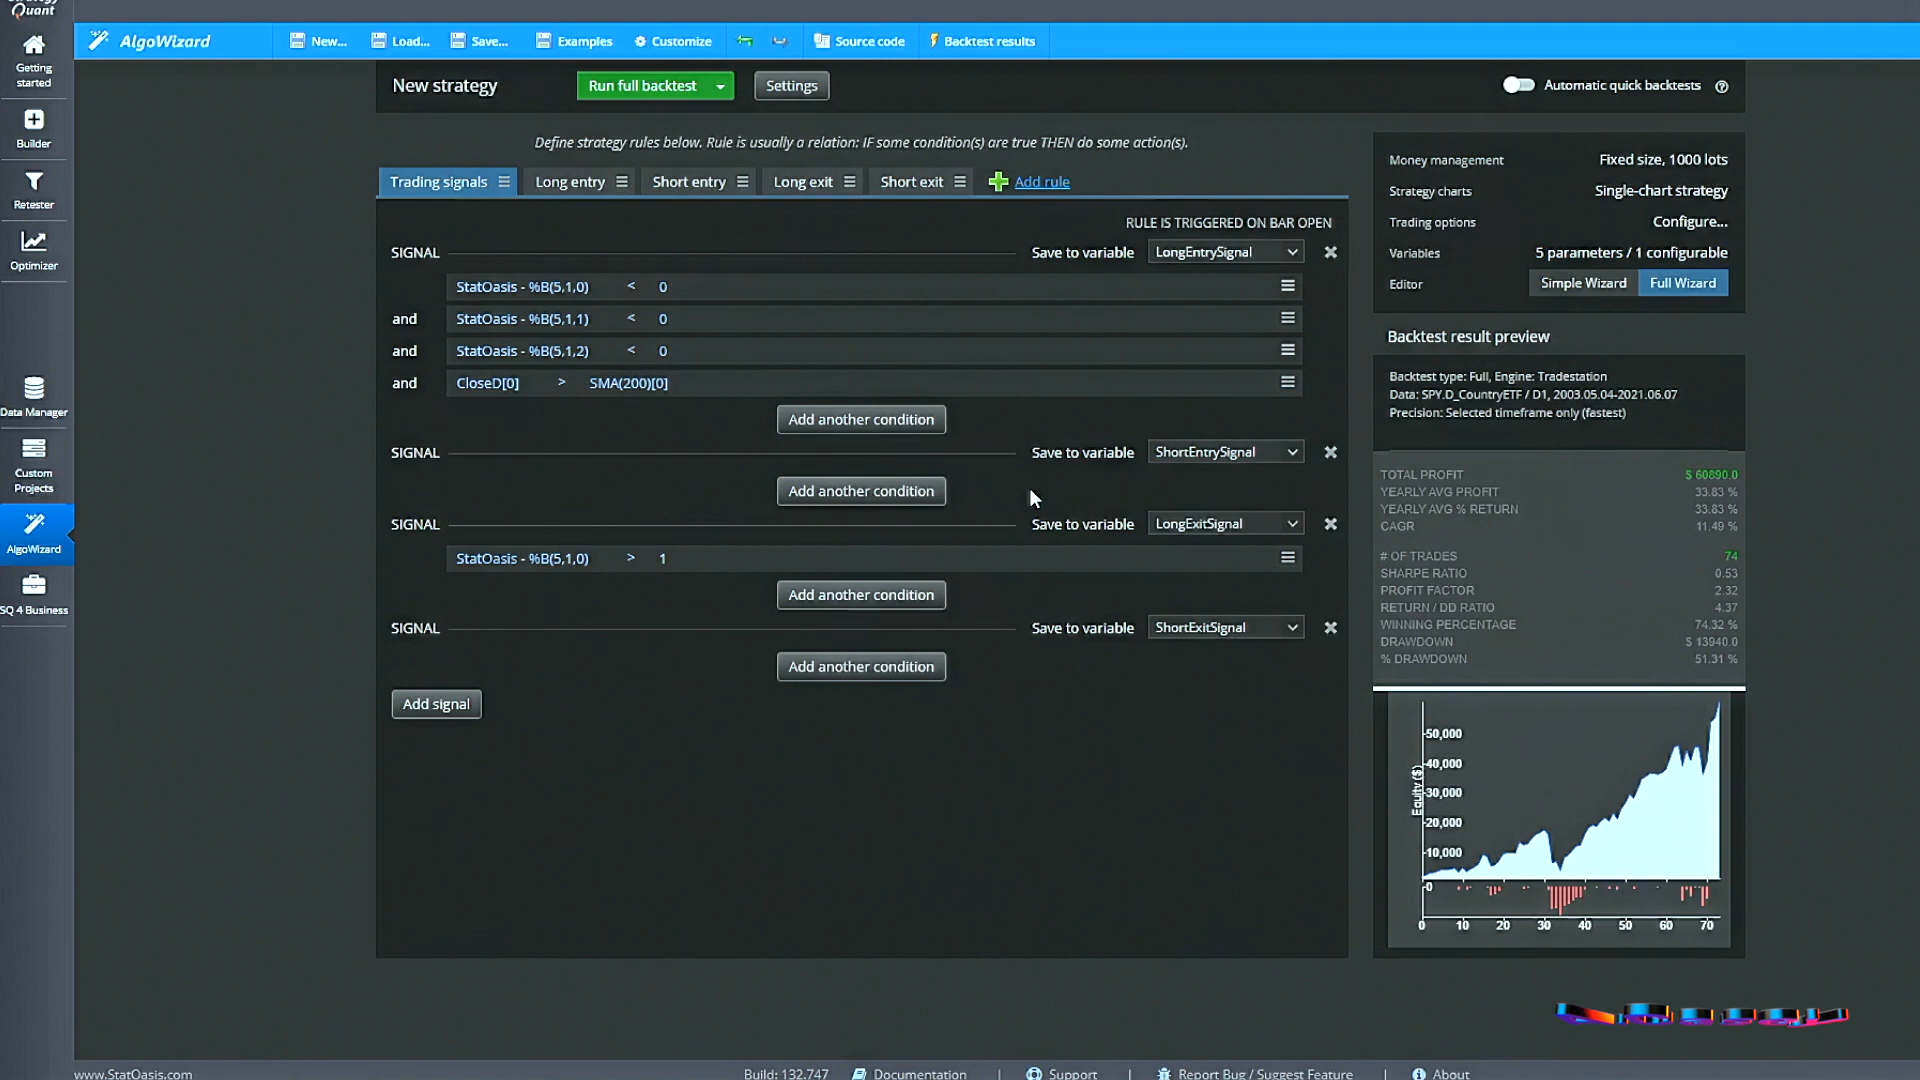 Quant
AlgoWizard
New...
Load...
Save...
Examples
Customize
Source code
Backtest results
Getting started
Builder
Retester
Optimizer
Data Manager
Custom Projects
AlgoWizard
SQ 4 Business
New strategy
Run full backtest
Settings
Automatic quick backtests
Define strategy rules below. Rule is usually a relation: IF some condition(s) are true THEN do some action(s).
Trading signals
Long entry
Short entry
Long exit
Short exit
Add rule
RULE IS TRIGGERED ON BAR OPEN
SIGNAL Save to variable LongEntrySignal
StatOasis - %B(5,1,0) < 0
and StatOasis - %B(5,1,1) < 0
and StatOasis - %B(5,1,2) < 0
and CloseD[0] > SMA(200)[0]
Add another condition
SIGNAL Save to variable ShortEntrySignal
Add another condition
SIGNAL Save to variable LongExitSignal
StatOasis - %B(5,1,0) > 1
Add another condition
SIGNAL Save to variable ShortExitSignal
Add another condition
Add signal
Money management Fixed size, 1000 lots
Strategy charts Single-chart strategy
Trading options Configure...
Variables 5 parameters / 1 configurable
Editor Simple Wizard Full Wizard
Backtest result preview
Backtest type: Full, Engine: Tradestation
Data: SPY.D_CountryETF / D1, 2003.05.04-2021.06.07
Precision: Selected timeframe only (fastest)
TOTAL PROFIT $ 60890.0
YEARLY AVG PROFIT 33.83 %
YEARLY AVG % RETURN 33.83 %
CAGR 11.49 %
# OF TRADES 74
SHARPE RATIO 0.53
PROFIT FACTOR 2.32
RETURN / DD RATIO 4.37
WINNING PERCENTAGE 74.32 %
DRAWDOWN $ 13940.0
% DRAWDOWN 51.31 %
Equity ($)
50,000
40,000
30,000
20,000
10,000
0
0 10 20 30 40 50 60 70
www.StatOasis.com
Build: 132.747
Documentation
Support
Report Bug / Suggest Feature
About